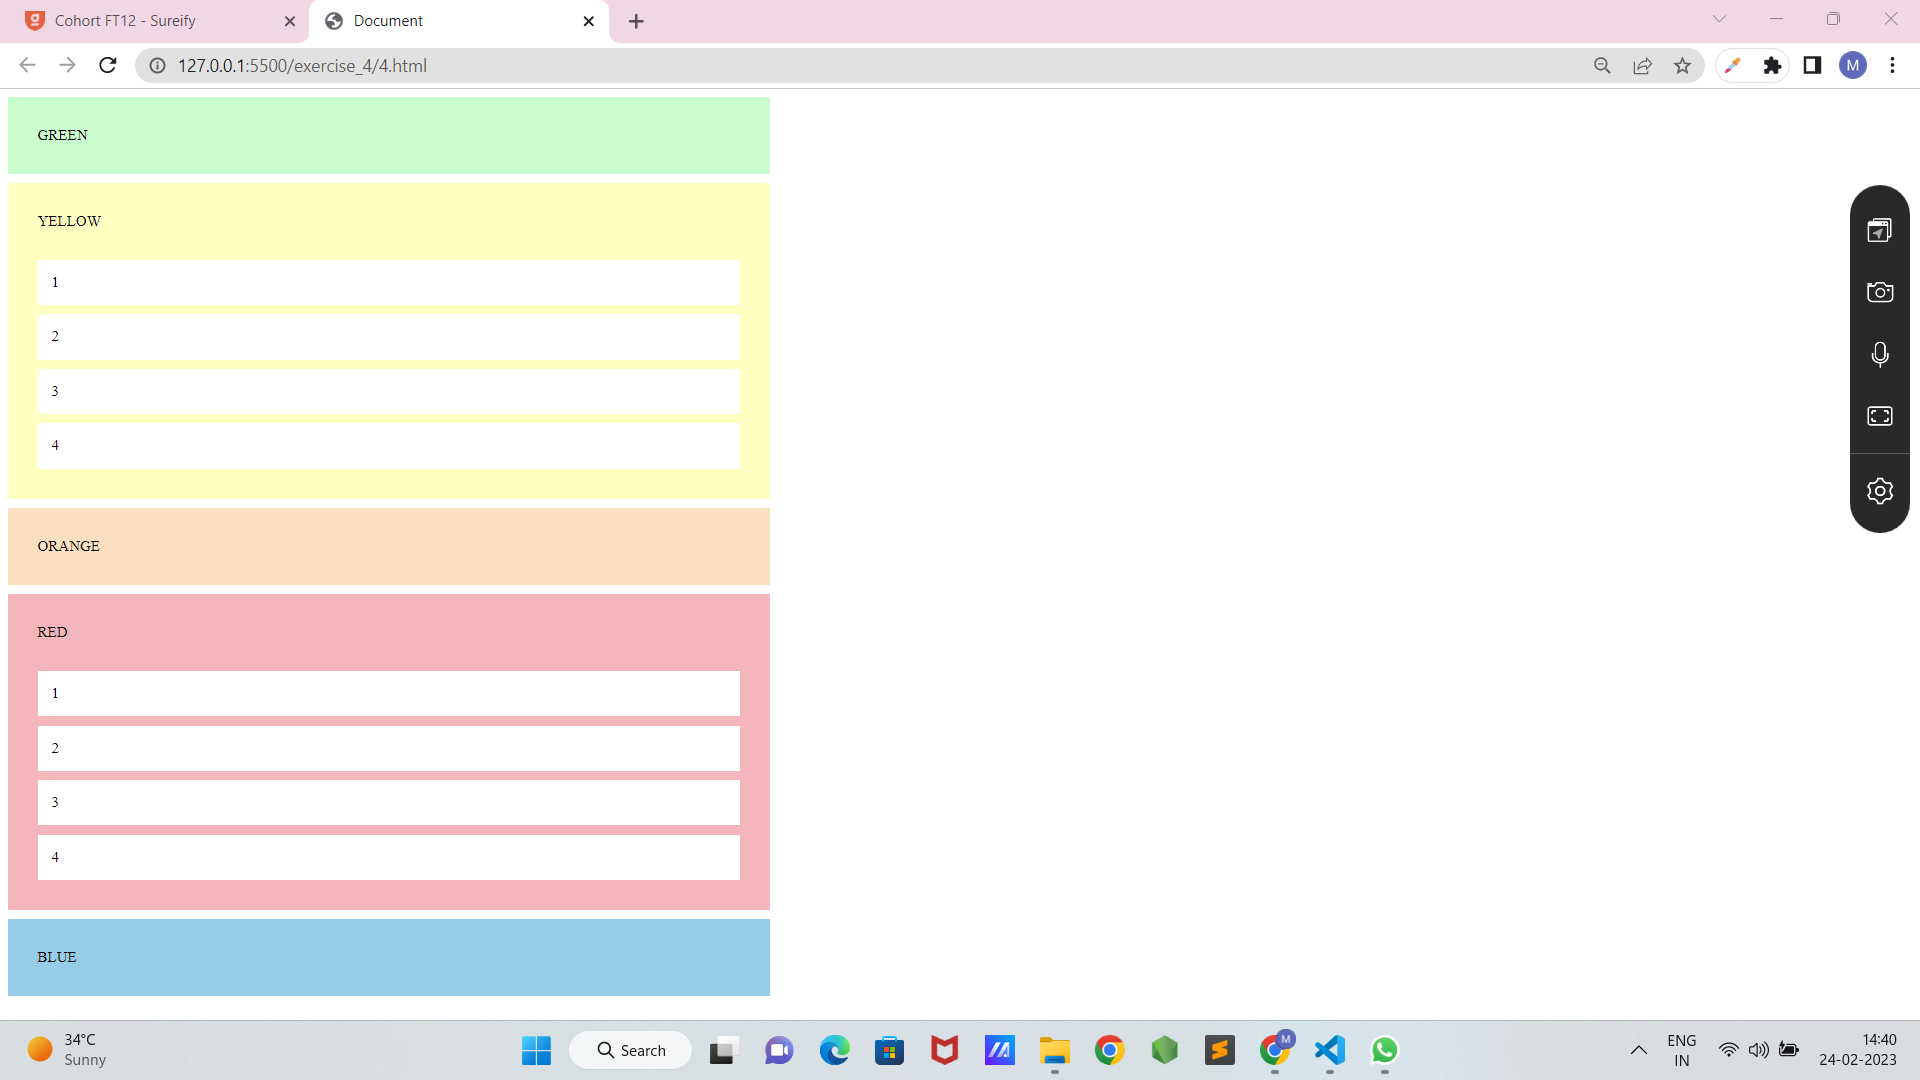 Cohort FT12 - Sureify
Document
127.0.0.1:5500/exercise_4/4.html
M
GREEN
YELLOW
1
2
3
4
ORANGE
RED
1
2
3
4
BLUE
34°C
Sunny
Search
M
ENG
IN
14:40
24-02-2023